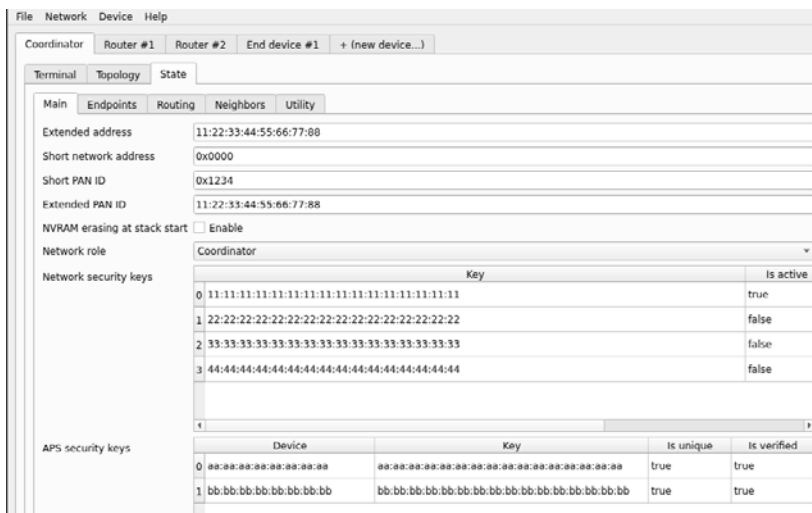 File Network Device Help
Coordinator Router #1 Router #2 End device #1 + (new device...)
Terminal Topology State
Main Endpoints Routing Neighbors Utility
Extended address 11:22:33:44:55:66:77:88
Short network address 0x0000
Short PAN ID 0x1234
Extended PAN ID 11:22:33:44:55:66:77:88
NVRAM erasing at stack start Enable
Network role Coordinator
Network security keys Key Is active
0 11:11:11:11:11:11:11:11:11:11:11:11:11:11:11:11 true
1 22:22:22:22:22:22:22:22:22:22:22:22:22:22:22:22 false
2 33:33:33:33:33:33:33:33:33:33:33:33:33:33:33:33 false
3 44:44:44:44:44:44:44:44:44:44:44:44:44:44:44:44 false
APS security keys Device Key Is unique Is verified
0 aa:aa:aa:aa:aa:aa:aa:aa aa:aa:aa:aa:aa:aa:aa:aa:aa:aa:aa:aa:aa:aa:aa:aa true true
1 bb:bb:bb:bb:bb:bb:bb:bb bb:bb:bb:bb:bb:bb:bb:bb:bb:bb:bb:bb:bb:bb:bb:bb true true